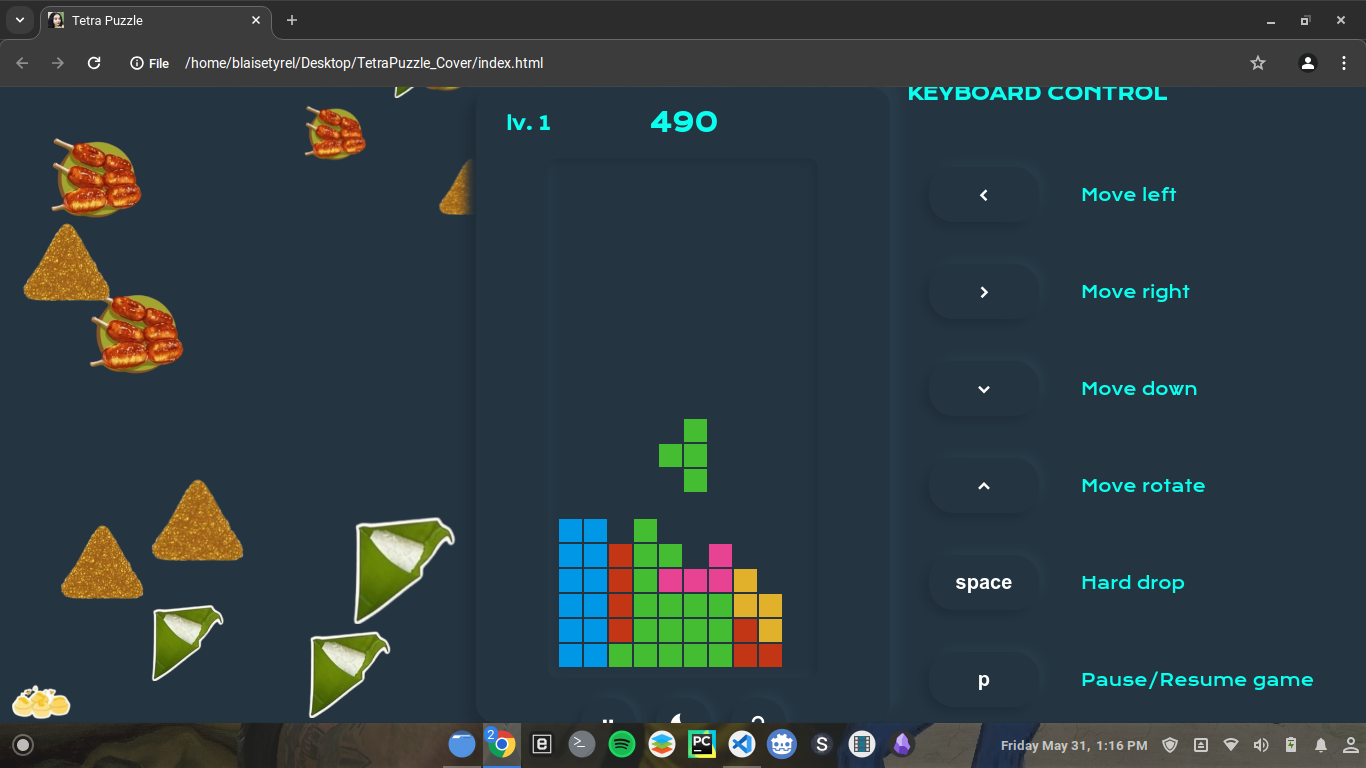 Tetra Puzzle
File /home/blaisetyrel/Desktop/TetraPuzzle_Cover/index.html
lv. 1 490
KEYBOARD CONTROL
Move left
Move right
Move down
Move rotate
space Hard drop
p Pause/Resume game
2
e
S
PC
Friday May 31, 1:16 PM